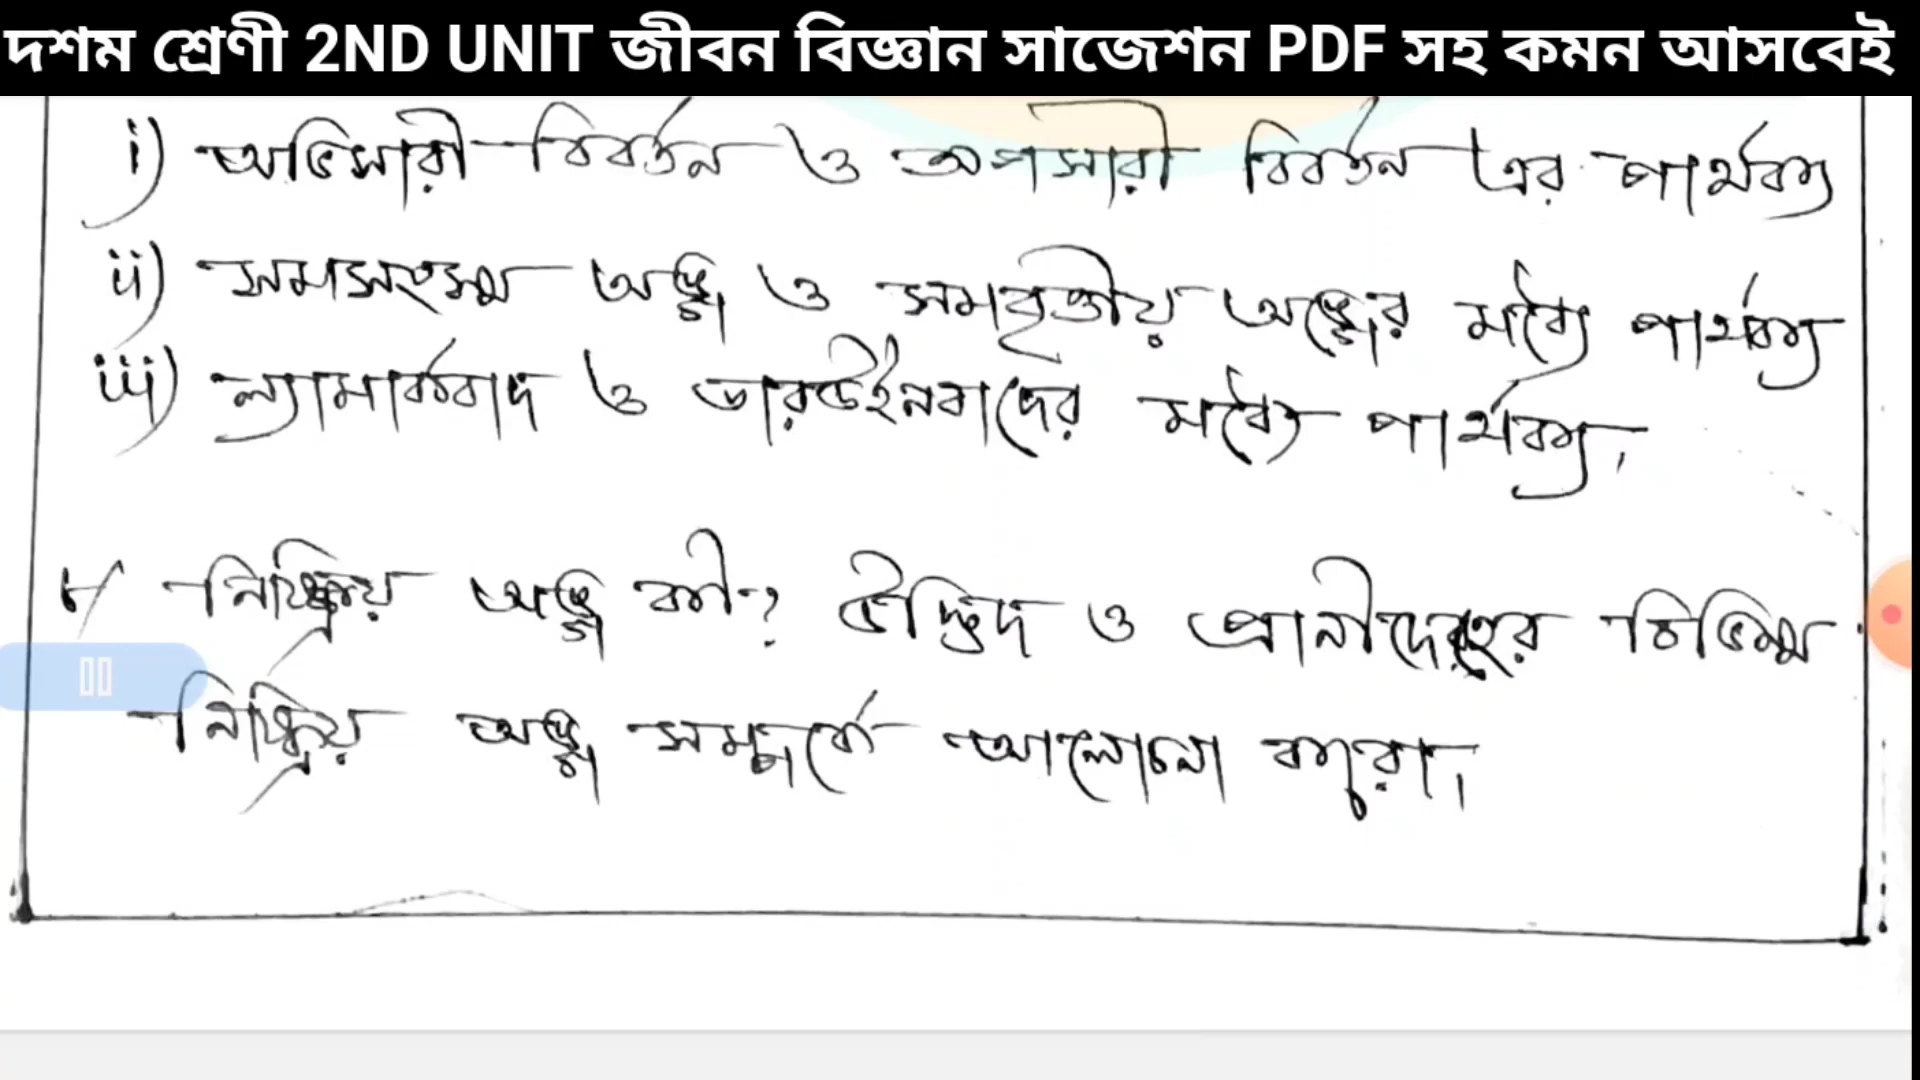 দশম শ্রেণী 2ND UNIT জীবন বিজ্ঞান সাজেশন PDF সহ কমন আসবেই
i) অভিসারী বিবর্তন ও অপসারী বিবর্তন এর পার্থক্য
ii) সমসংস্থ অঙ্গ ও সমবৃত্তীয় অঙ্গের মধ্যে পার্থক্য
iii) ল্যামার্কবাদ ও ডারউইনবাদের মধ্যে পার্থক্য,
৮/ নিষ্ক্রিয় অঙ্গ কী? উদ্ভিদ ও প্রানীদেহের বিভিন্ন
নিষ্ক্রিয় অঙ্গ সম্পর্কে আলোচনা করো।